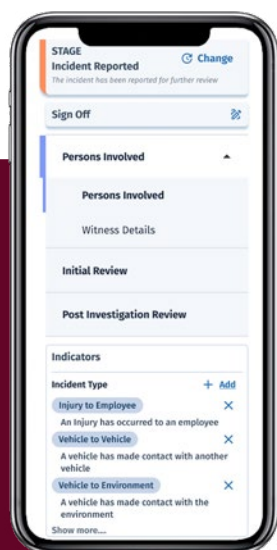 STAGE
Incident Reported
Change
The incident has been reported for further review
Sign Off
Persons Involved
Persons Involved
Witness Details
Initial Review
Post Investigation Review
Indicators
Incident Type
+ Add
Injury to Employee
An Injury has occurred to an employee
Vehicle to Vehicle
A vehicle has made contact with another
vehicle
Vehicle to Environment
A vehicle has made contact with the
environment
Show more....